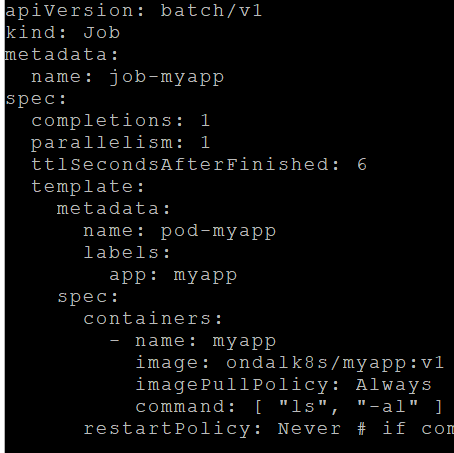 apiVersion: batch/v1
kind: Job
metadata:
  name: job-myapp
spec:
  completions: 1
  parallelism: 1
  ttlSecondsAfterFinished: 6
  template:
    metadata:
      name: pod-myapp
      labels:
        app: myapp
    spec:
      containers:
        - name: myapp
          image: ondalk8s/myapp:v1
          imagePullPolicy: Always
          command: [ "ls", "-al" ]
      restartPolicy: Never # if